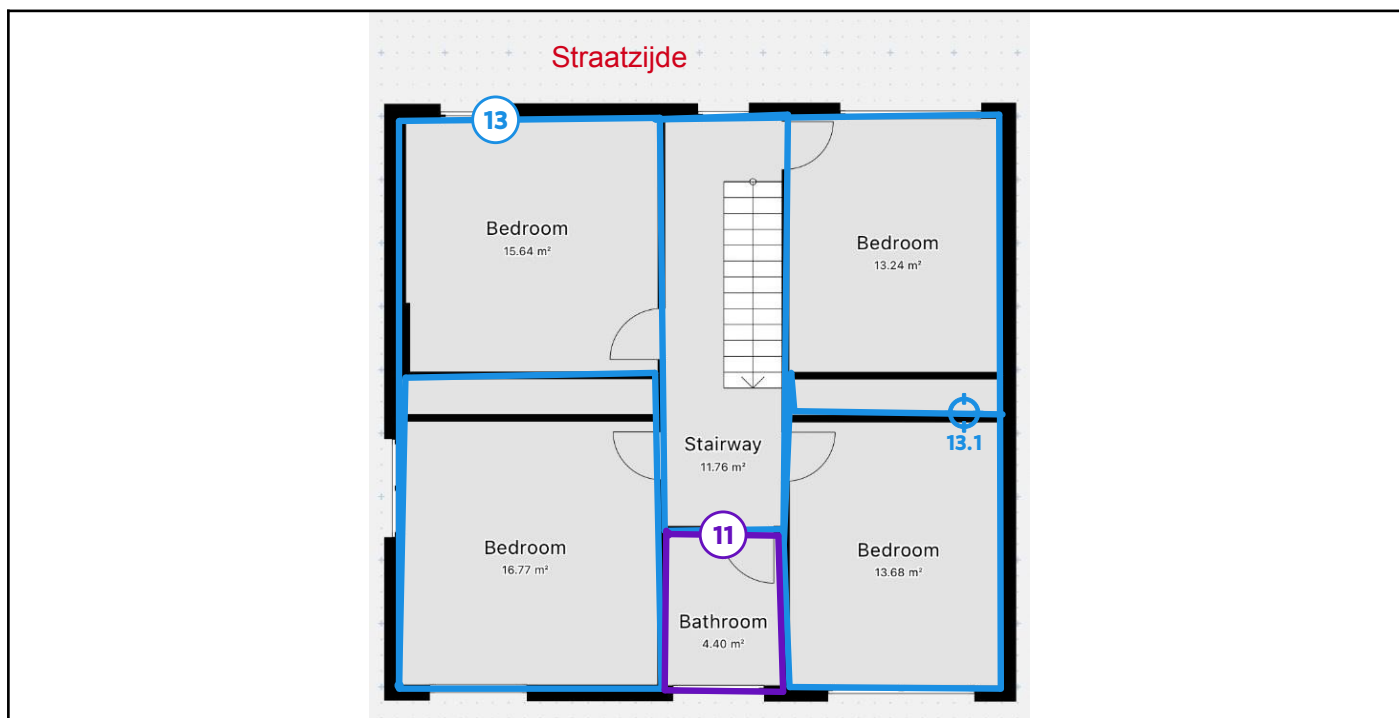 Straatzijde
13
Bedroom
15.64 m²
Bedroom
13.24 m²
Stairway
11.76 m²
13.1
11
Bedroom
16.77 m²
Bedroom
13.68 m²
Bathroom
4.40 m²